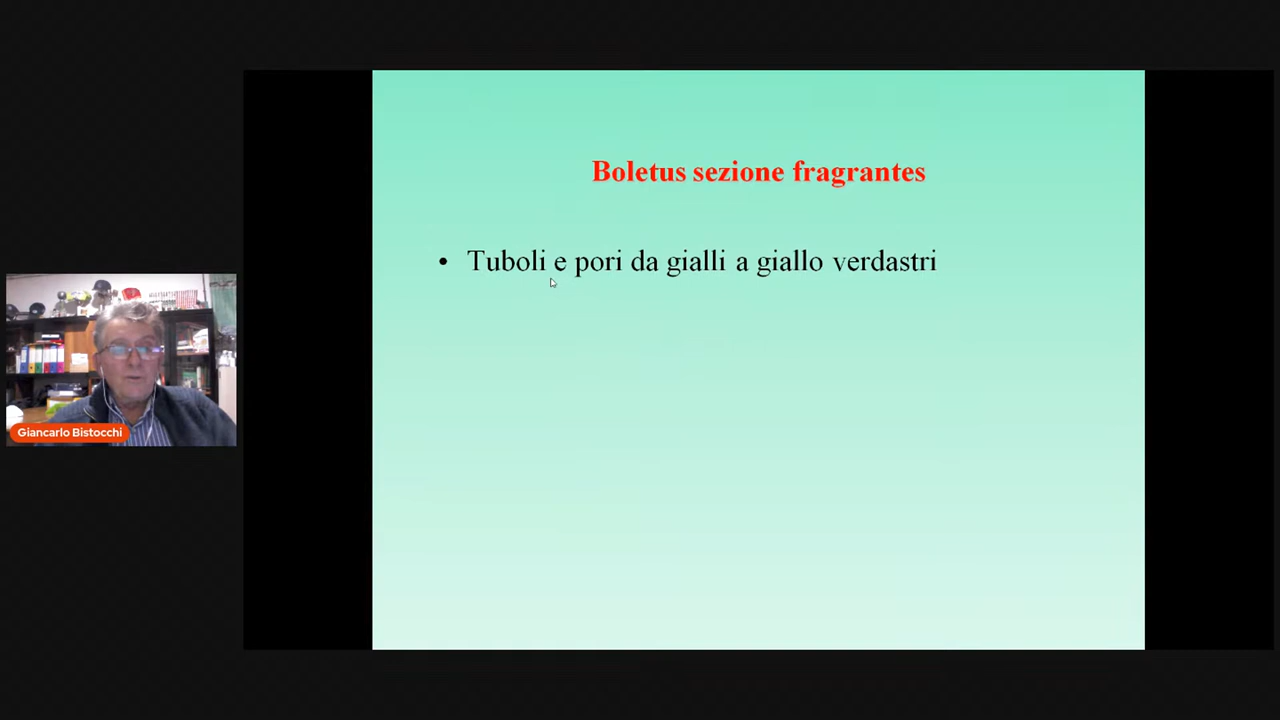 Boletus sezione fragrantes
• Tuboli e pori da gialli a giallo verdastri
Giancarlo Bistocchi